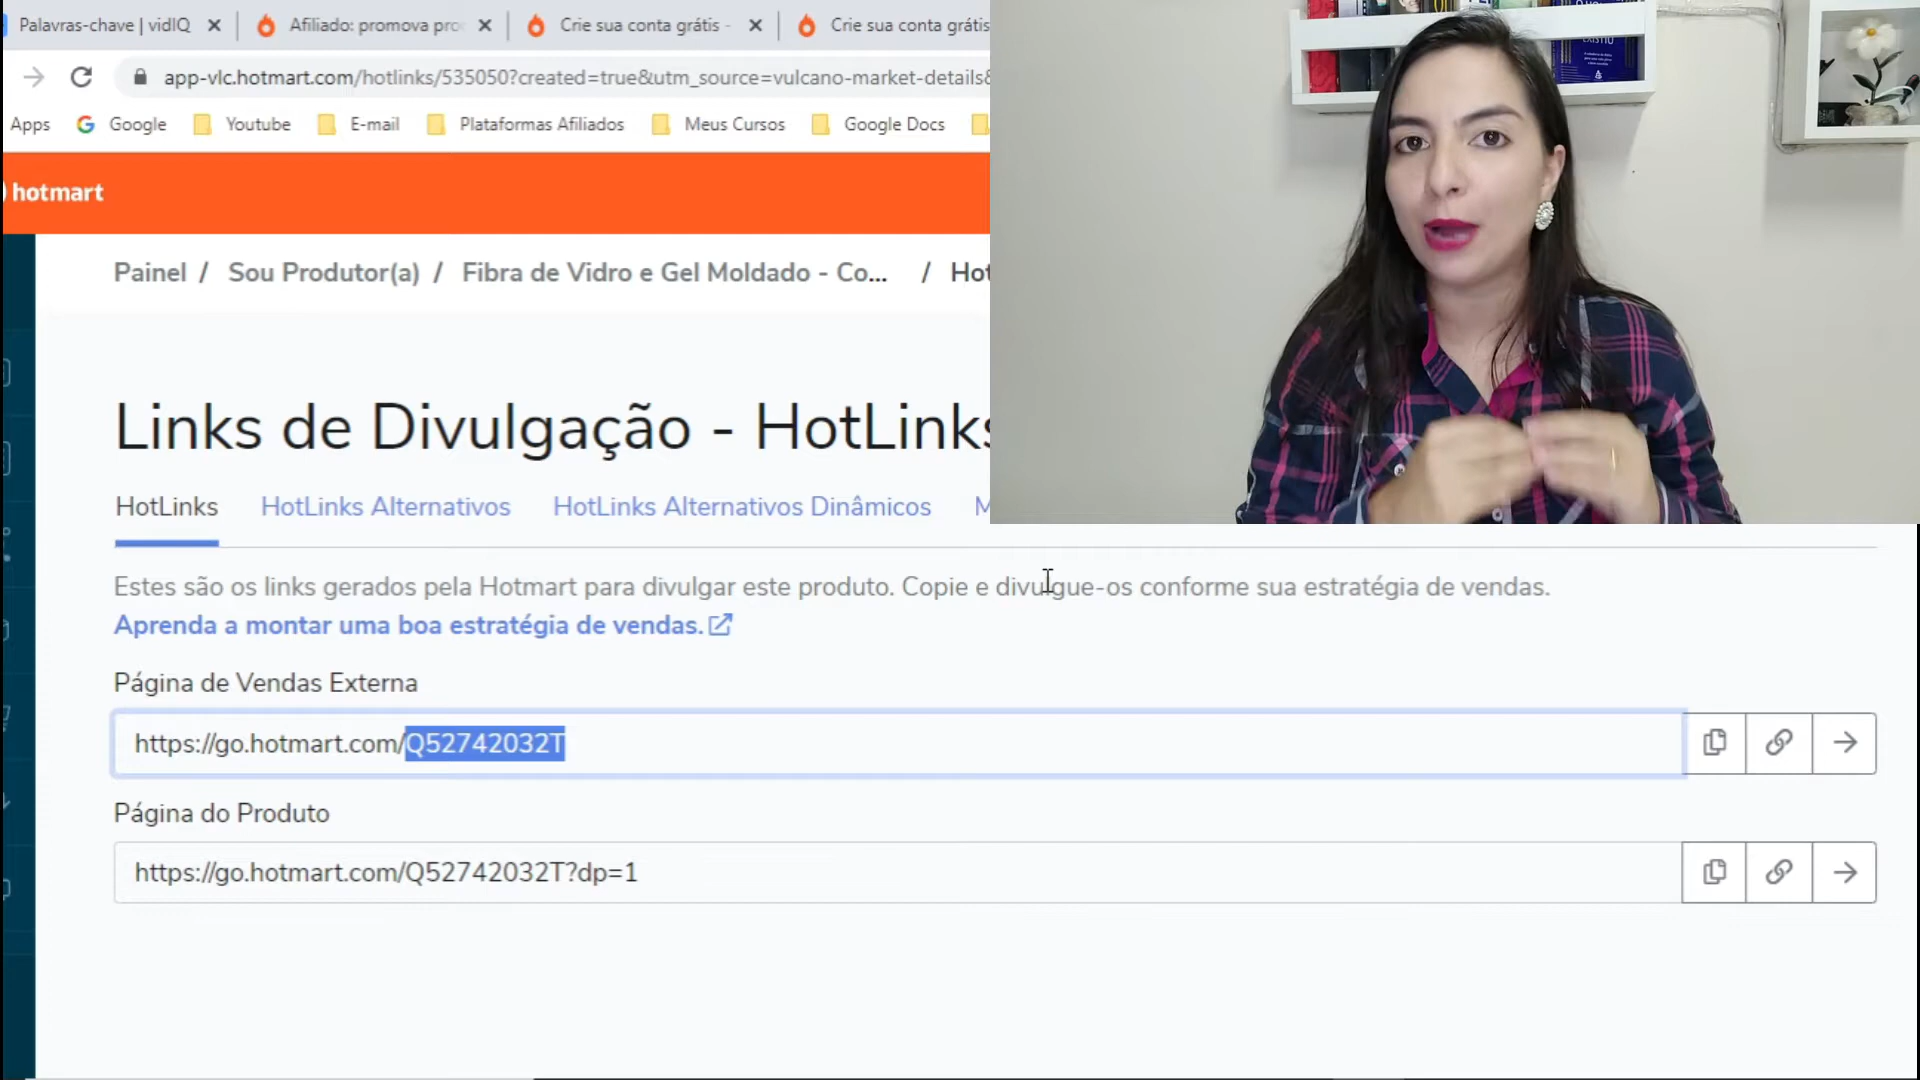 Palavras-chave | vidIQ
Afiliado: promova pro
Crie sua conta grátis -
Crie sua conta grátis
app-vlc.hotmart.com/hotlinks/535050?created=true&utm_source=vulcano-market-details&
Apps Google Youtube E-mail Plataformas Afiliados Meus Cursos Google Docs
hotmart
Painel / Sou Produtor(a) / Fibra de Vidro e Gel Moldado - Co... / Hot
Links de Divulgação - HotLinks
HotLinks HotLinks Alternativos HotLinks Alternativos Dinâmicos M
Estes são os links gerados pela Hotmart para divulgar este produto. Copie e divulgue-os conforme sua estratégia de vendas.
Aprenda a montar uma boa estratégia de vendas.
Página de Vendas Externa
https://go.hotmart.com/Q52742032T
Página do Produto
https://go.hotmart.com/Q52742032T?dp=1